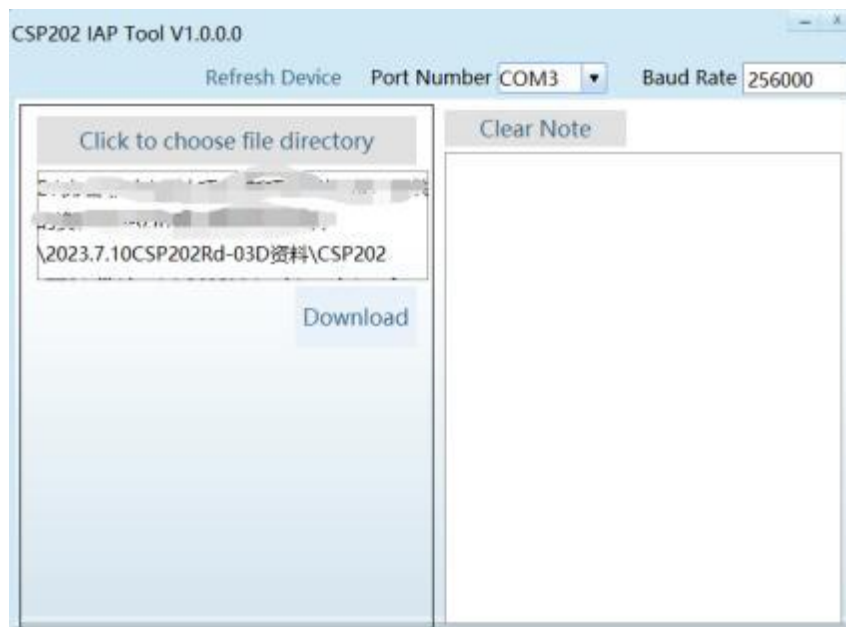 CSP202 IAP Tool V1.0.0.0
Refresh Device Port Number COM3 Baud Rate 256000
Click to choose file directory
Clear Note
\2023.7.10CSP202Rd-03D资料\CSP202
Download